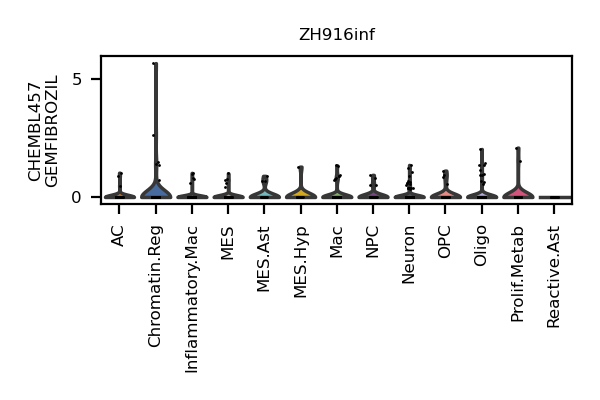 ZH916inf
CHEMBL457
GEMFIBROZIL
5
0
AC
Chromatin.Reg
Inflammatory.Mac
MES
MES.Ast
MES.Hyp
Mac
NPC
Neuron
OPC
Oligo
Prolif.Metab
Reactive.Ast